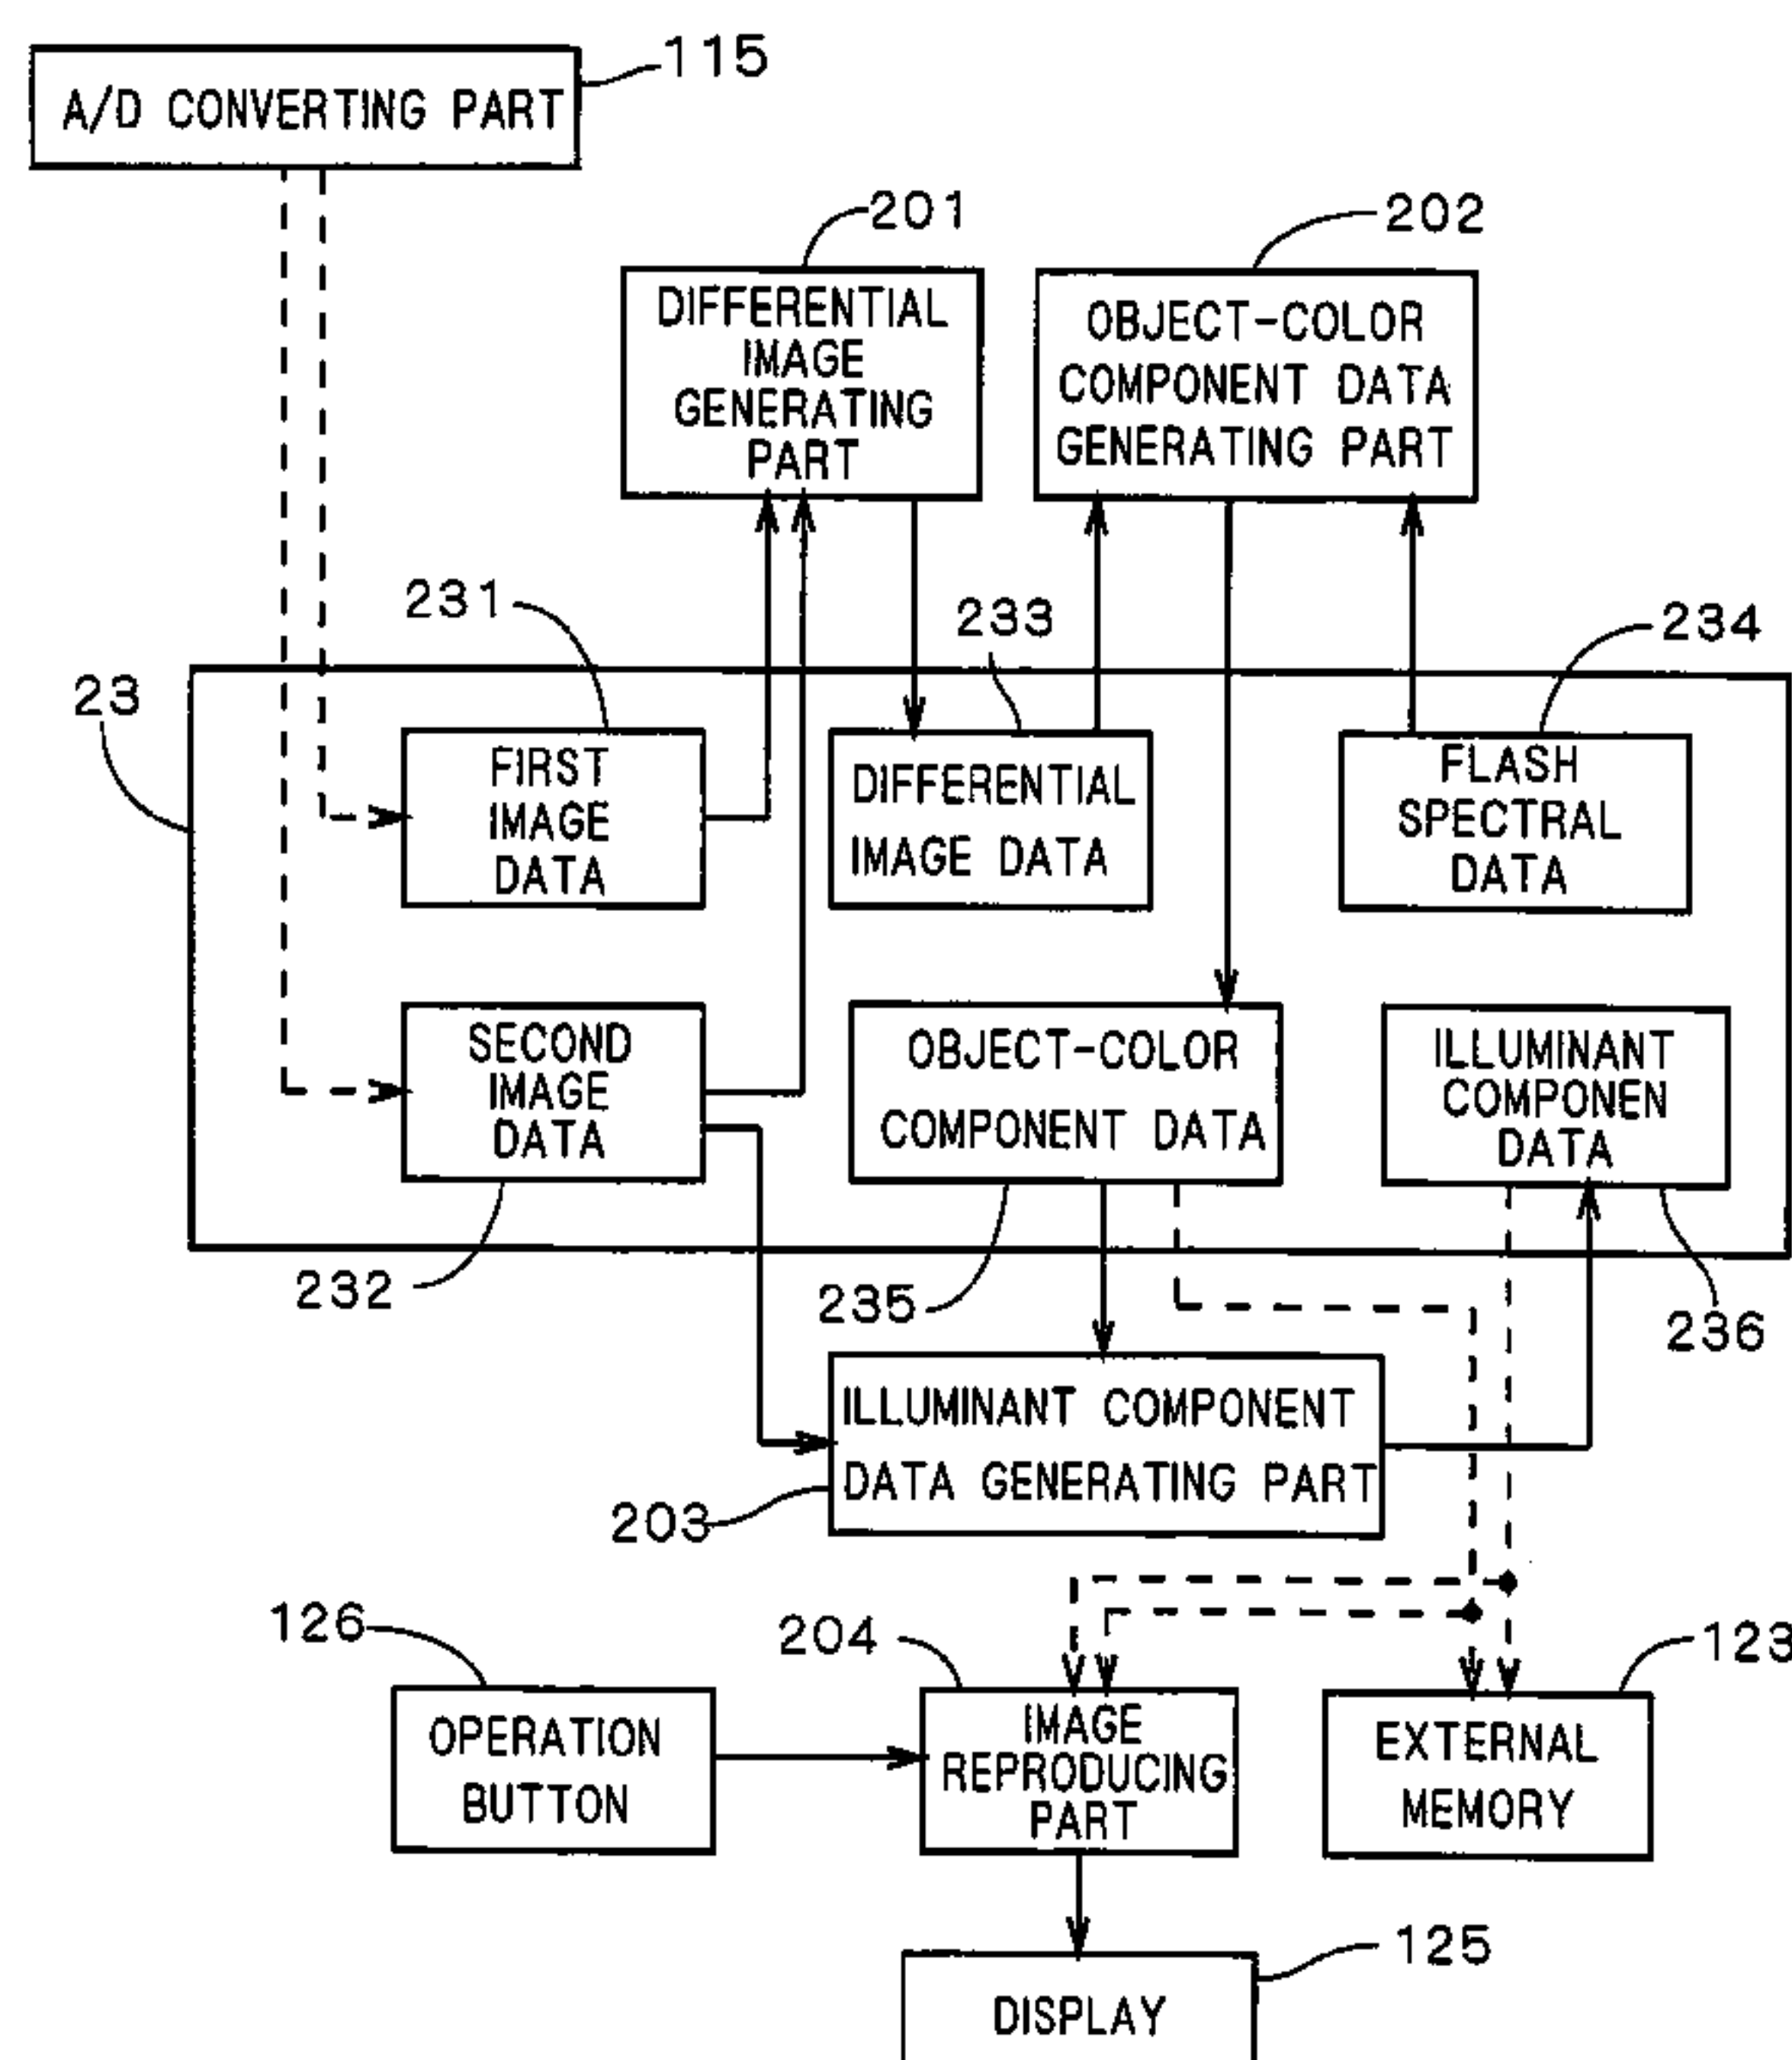 115
A/D CONVERTING PART
201
202
DIFFERENTIAL
IMAGE
GENERATING
PART
OBJECT-COLOR
COMPONENT DATA
GENERATING PART
231
233
234
23
FIRST
IMAGE
DATA
DIFFERENTIAL
IMAGE DATA
FLASH
SPECTRAL
DATA
SECOND
IMAGE
DATA
OBJECT-COLOR
COMPONENT DATA
ILLUMINANT
COMPONEN
DATA
232
235
236
ILLUMINANT COMPONENT
DATA GENERATING PART
203
126
204
123
OPERATION
BUTTON
IMAGE
REPRODUCING
PART
EXTERNAL
MEMORY
125
DISPLAY